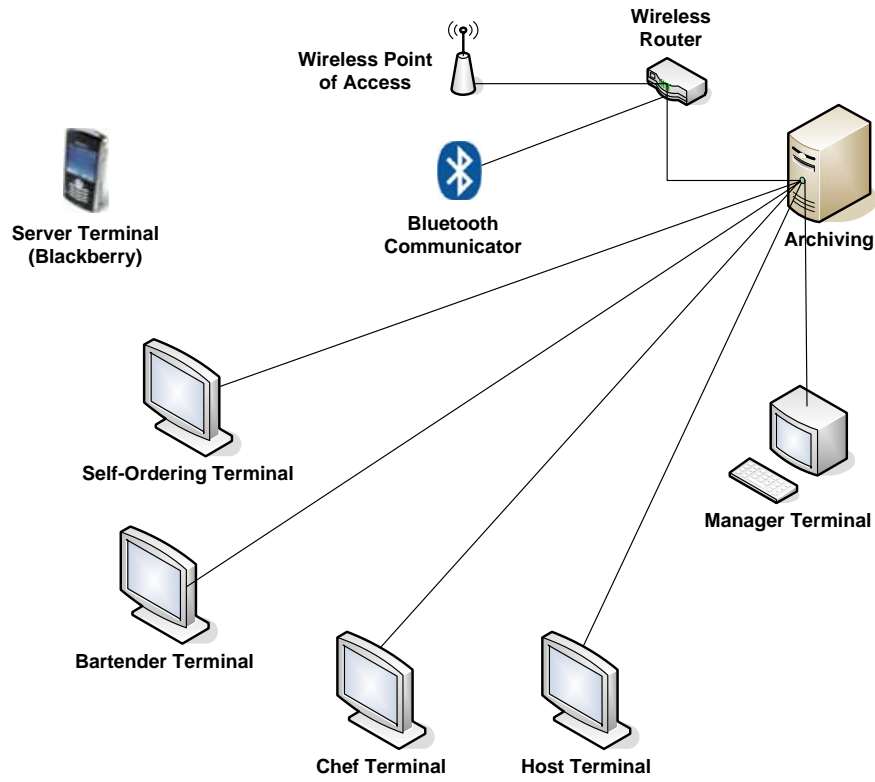 Wireless
Router
Wireless Point
of Access
Server Terminal
(Blackberry)
Bluetooth
Communicator
Archiving
Self-Ordering Terminal
Manager Terminal
Bartender Terminal
Chef Terminal
Host Terminal